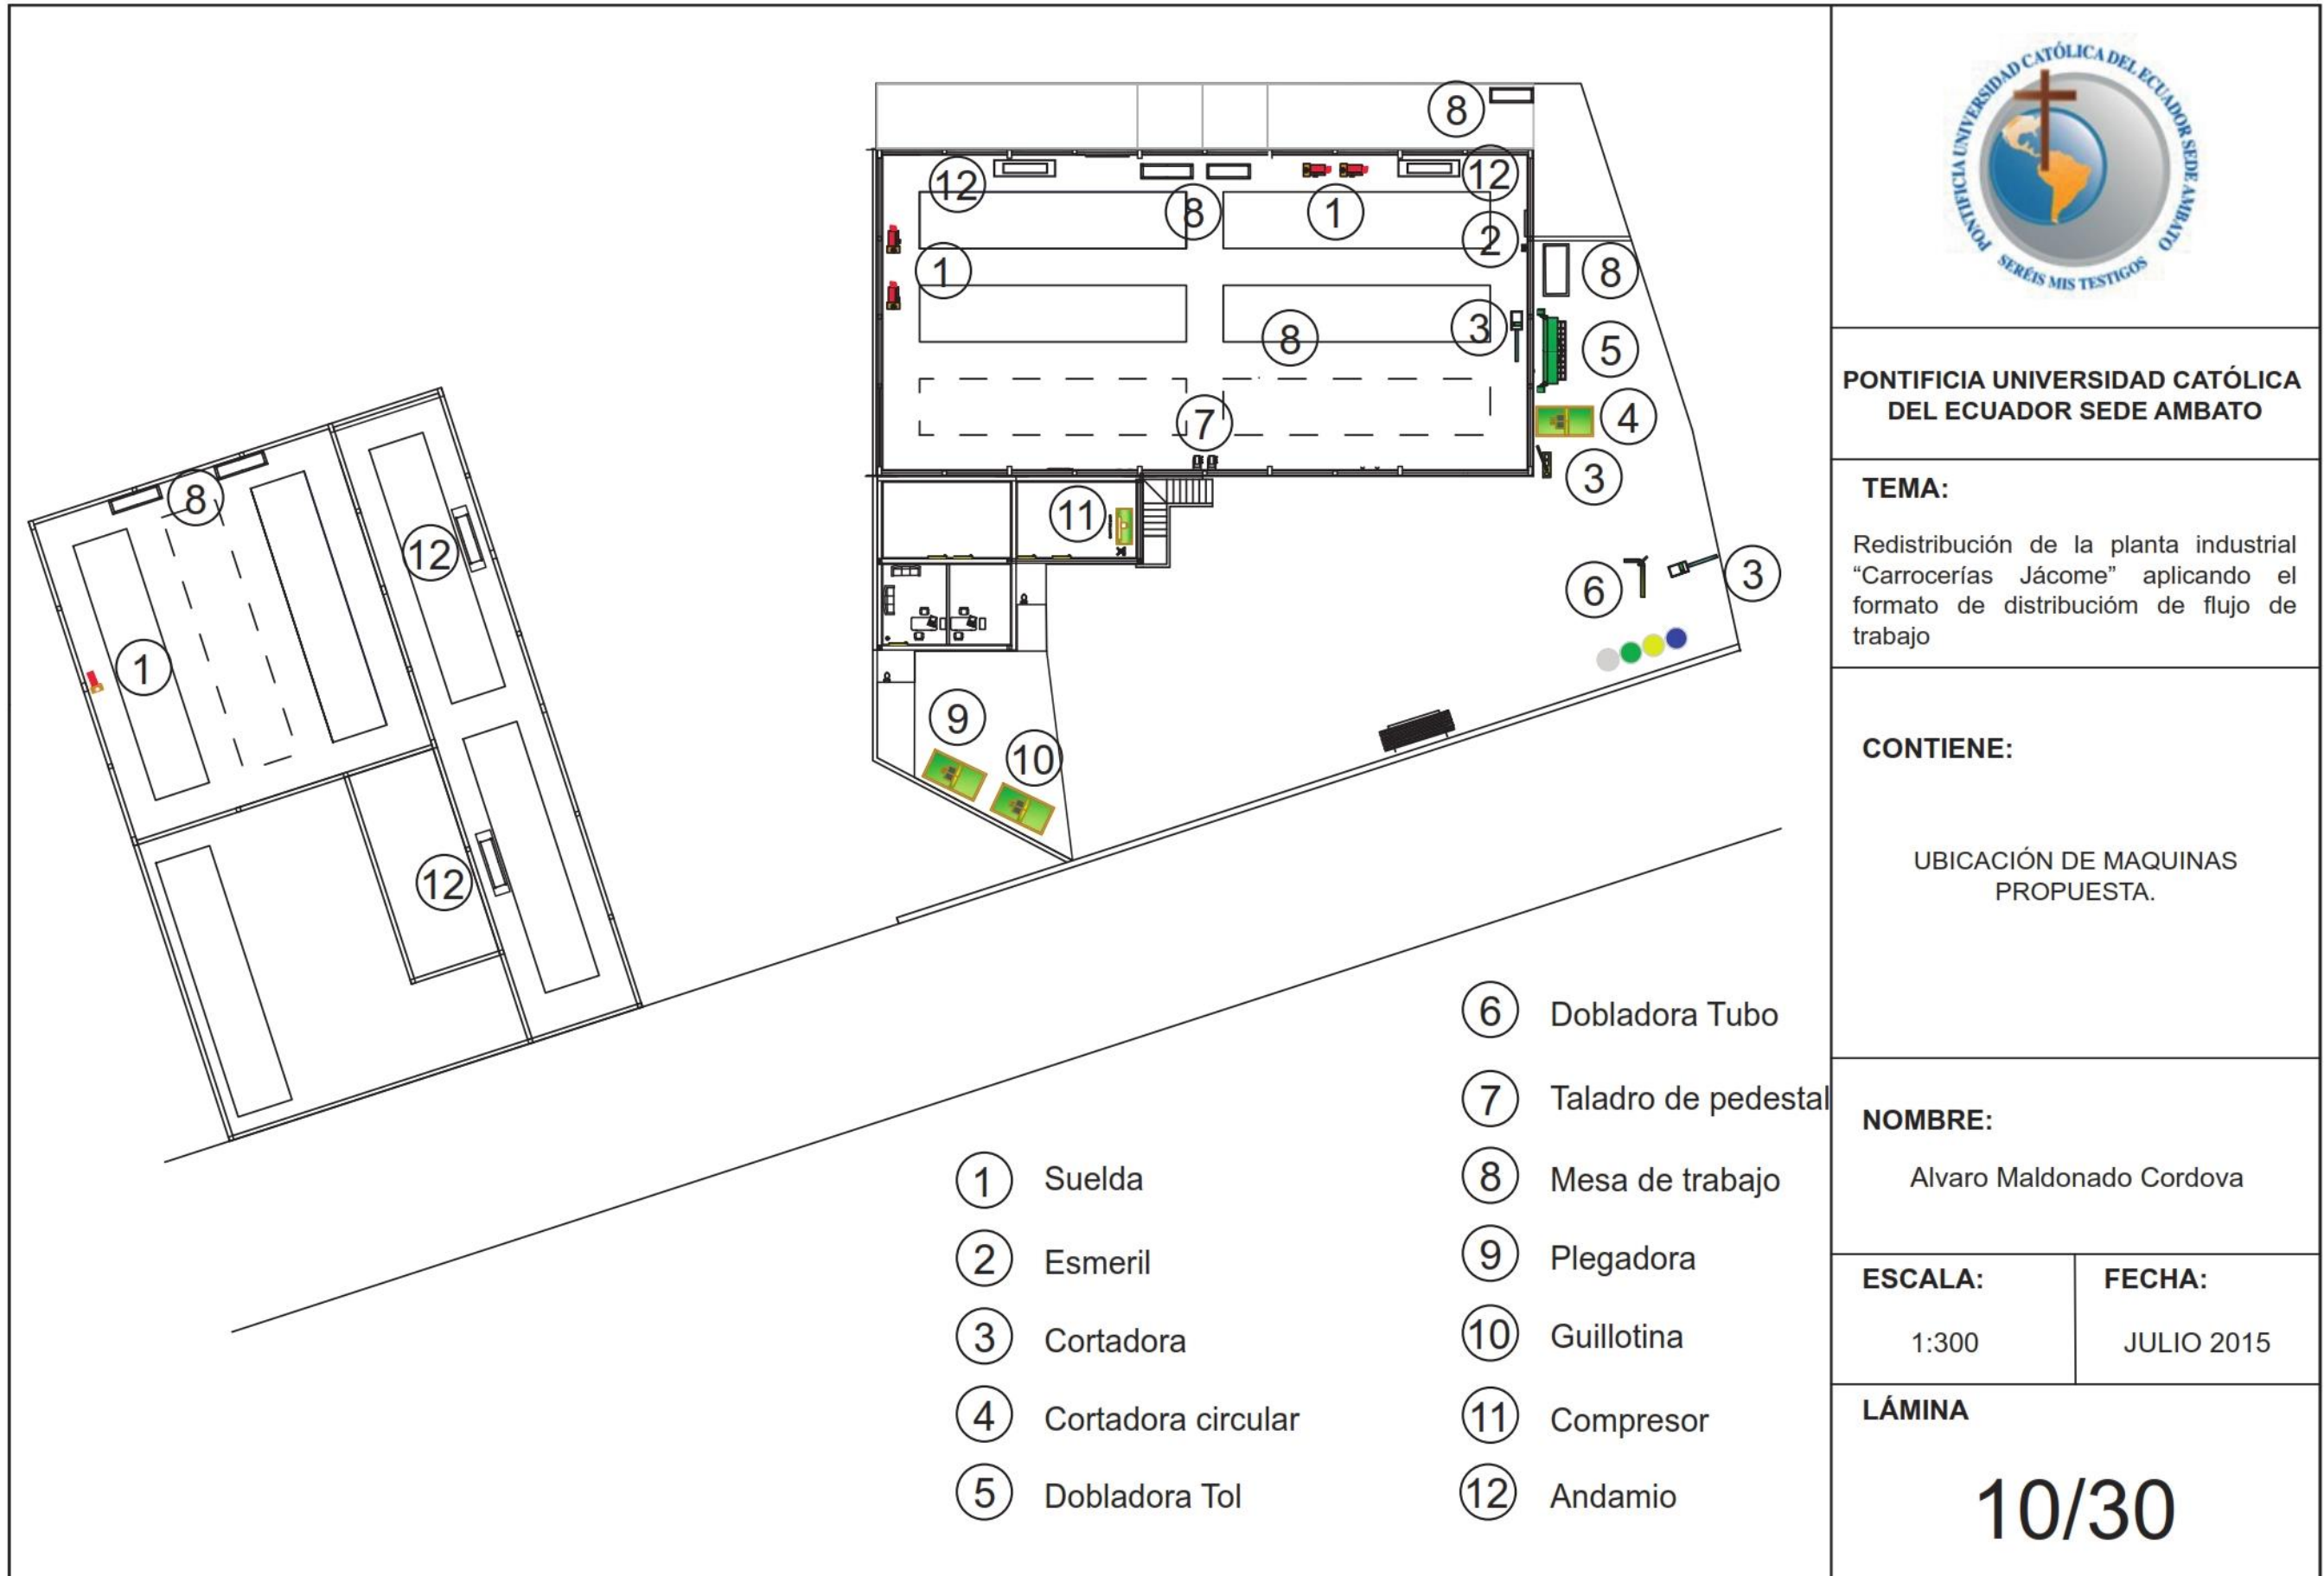 8
12
12
8
1
2
1
8
8
3
5
7
4
3
8
11
12
6
3
1
9
10
12
1 Suelda
2 Esmeril
3 Cortadora
4 Cortadora circular
5 Dobladora Tol
6 Dobladora Tubo
7 Taladro de pedestal
8 Mesa de trabajo
9 Plegadora
10 Guillotina
11 Compresor
12 Andamio
PONTIFICIA UNIVERSIDAD CATÓLICA DEL ECUADOR SEDE AMBATO
SERÉIS MIS TESTIGOS
PONTIFICIA UNIVERSIDAD CATÓLICA
DEL ECUADOR SEDE AMBATO
TEMA:
Redistribución de la planta industrial
“Carrocerías Jácome” aplicando el
formato de distribucióm de flujo de
trabajo
CONTIENE:
UBICACIÓN DE MAQUINAS
PROPUESTA.
NOMBRE:
Alvaro Maldonado Cordova
ESCALA:
1:300
FECHA:
JULIO 2015
LÁMINA
10/30